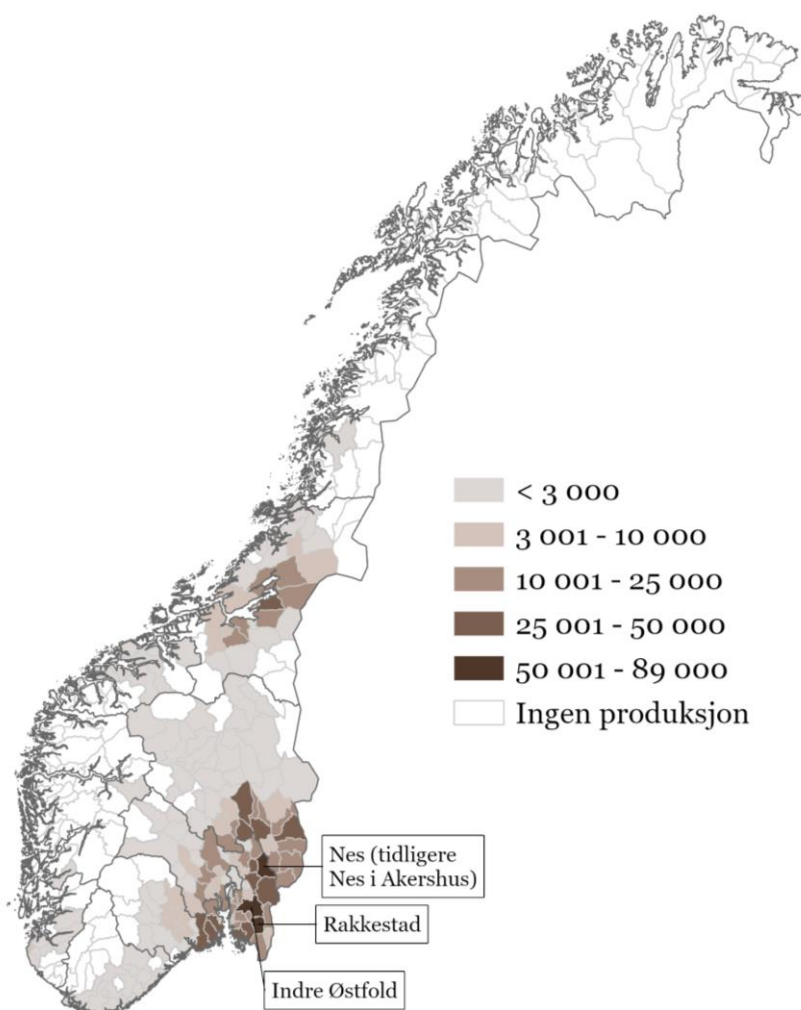 < 3 000
3 001 - 10 000
10 001 - 25 000
25 001 - 50 000
50 001 - 89 000
Ingen produksjon
Nes (tidligere
Nes i Akershus)
Rakkestad
Indre Østfold